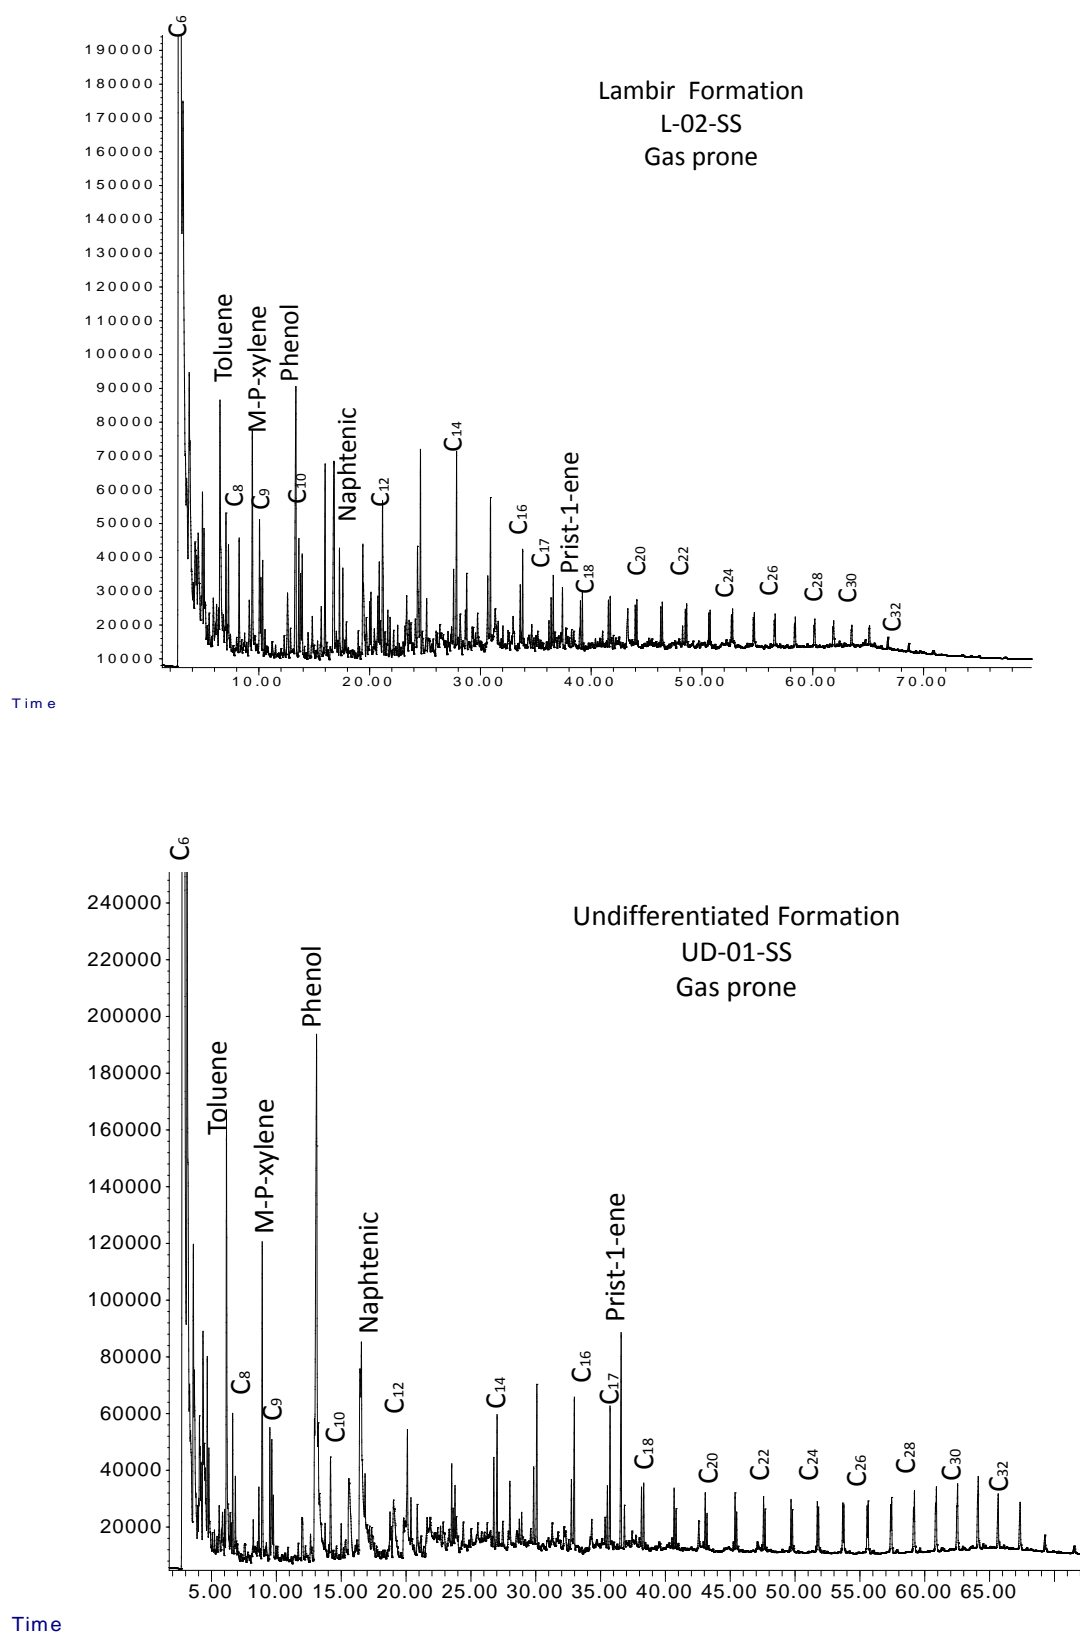 C6
190000
180000
170000
160000
150000
140000
130000
120000
110000
100000
90000
80000
70000
60000
50000
40000
30000
20000
10000
Lambir Formation
L-02-SS
Gas prone
Toluene
C8
M-P-xylene
C9
Phenol
C10
Naphtenic
C12
C14
C16
C17
Prist-1-ene
C18
C20
C22
C24
C26
C28
C30
C32
10.00 20.00 30.00 40.00 50.00 60.00 70.00
Time
C6
240000
220000
200000
180000
160000
140000
120000
100000
80000
60000
40000
20000
Undifferentiated Formation
UD-01-SS
Gas prone
Toluene
C8
M-P-xylene
C9
Phenol
C10
Naphtenic
C12
C14
C16
C17
Prist-1-ene
C18
C20
C22
C24
C26
C28
C30
C32
5.00 10.00 15.00 20.00 25.00 30.00 35.00 40.00 45.00 50.00 55.00 60.00 65.00
Time